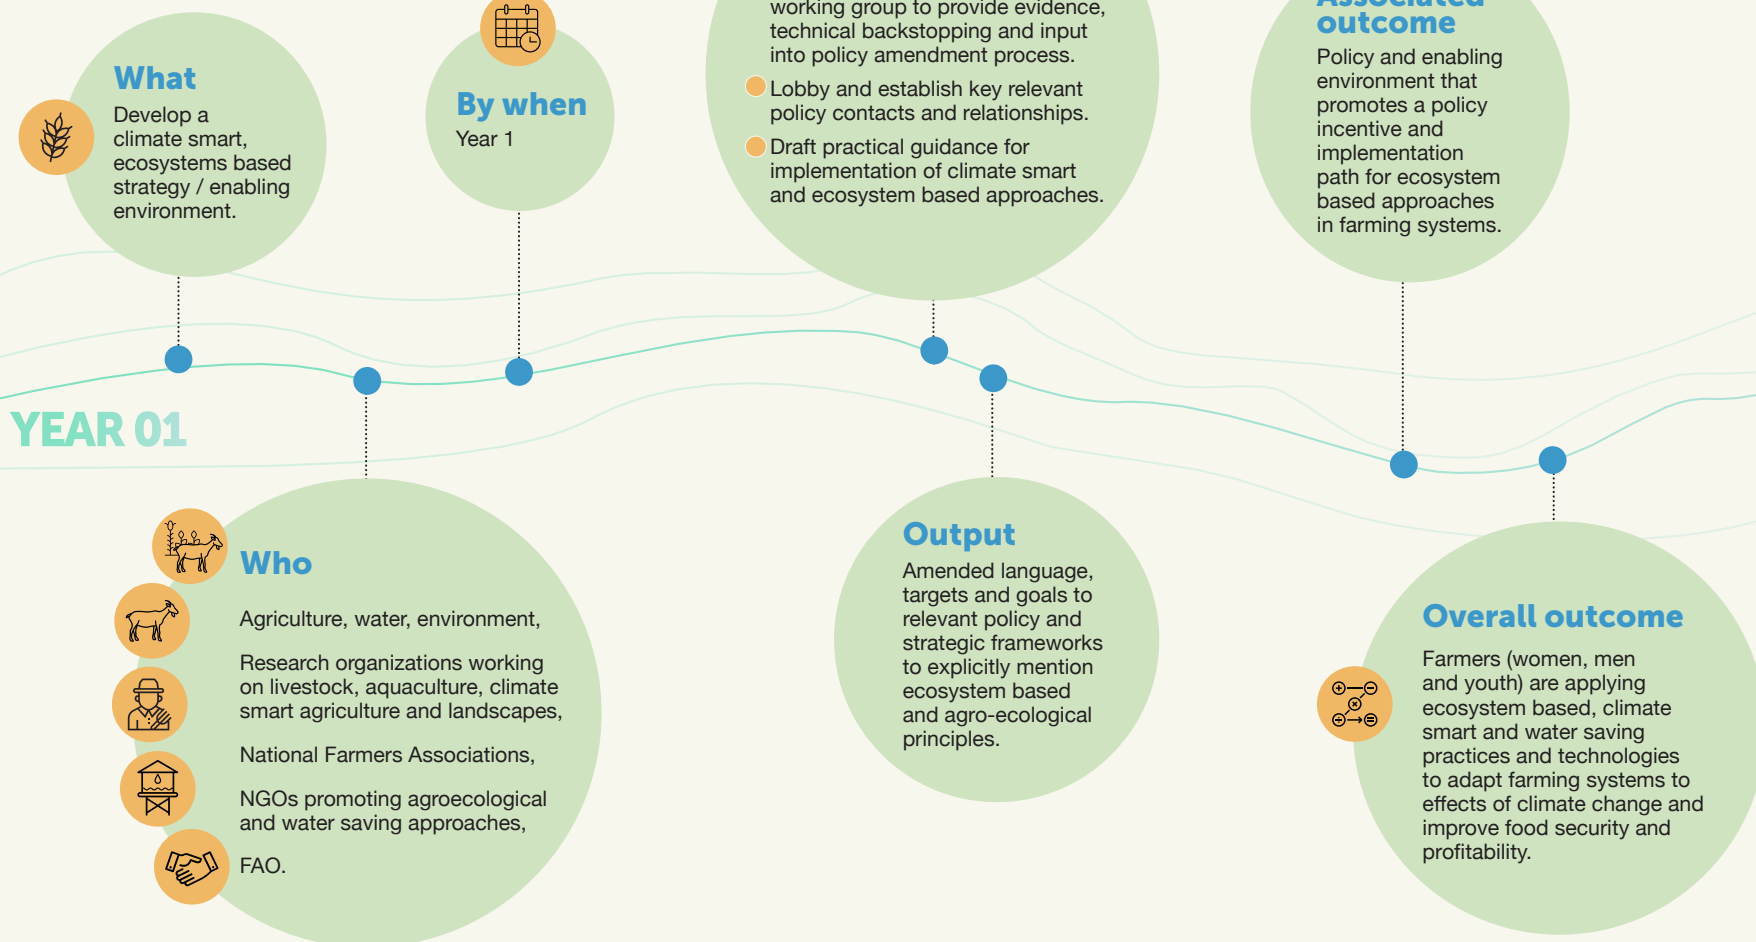 What
Develop a
climate smart,
ecosystems based
strategy / enabling
environment.
By when
Year 1
working group to provide evidence,
technical backstopping and input
into policy amendment process.
Lobby and establish key relevant
policy contacts and relationships.
Draft practical guidance for
implementation of climate smart
and ecosystem based approaches.
Associated
outcome
Policy and enabling
environment that
promotes a policy
incentive and
implementation
path for ecosystem
based approaches
in farming systems.
YEAR 01
Who
Agriculture, water, environment,
Research organizations working
on livestock, aquaculture, climate
smart agriculture and landscapes,
National Farmers Associations,
NGOs promoting agroecological
and water saving approaches,
FAO.
Output
Amended language,
targets and goals to
relevant policy and
strategic frameworks
to explicitly mention
ecosystem based
and agro-ecological
principles.
Overall outcome
Farmers (women, men
and youth) are applying
ecosystem based, climate
smart and water saving
practices and technologies
to adapt farming systems to
effects of climate change and
improve food security and
profitability.